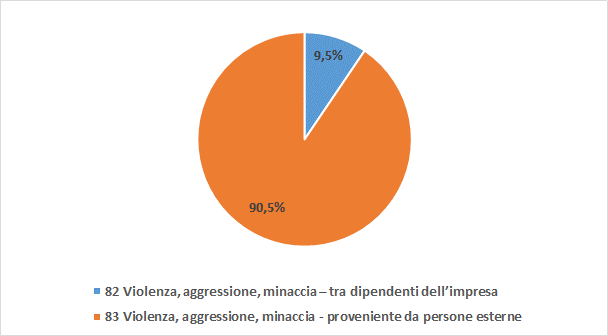 9,5%
90,5%
82 Violenza, aggressione, minaccia – tra dipendenti dell’impresa
83 Violenza, aggressione, minaccia - proveniente da persone esterne